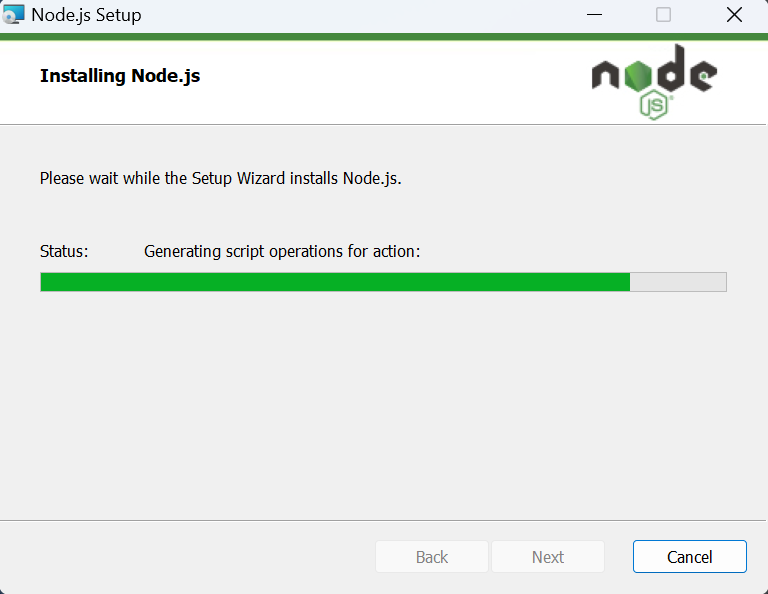 Node.js Setup
Installing Node.js
node
JS
Please wait while the Setup Wizard installs Node.js.
Status: Generating script operations for action:
Back Next Cancel